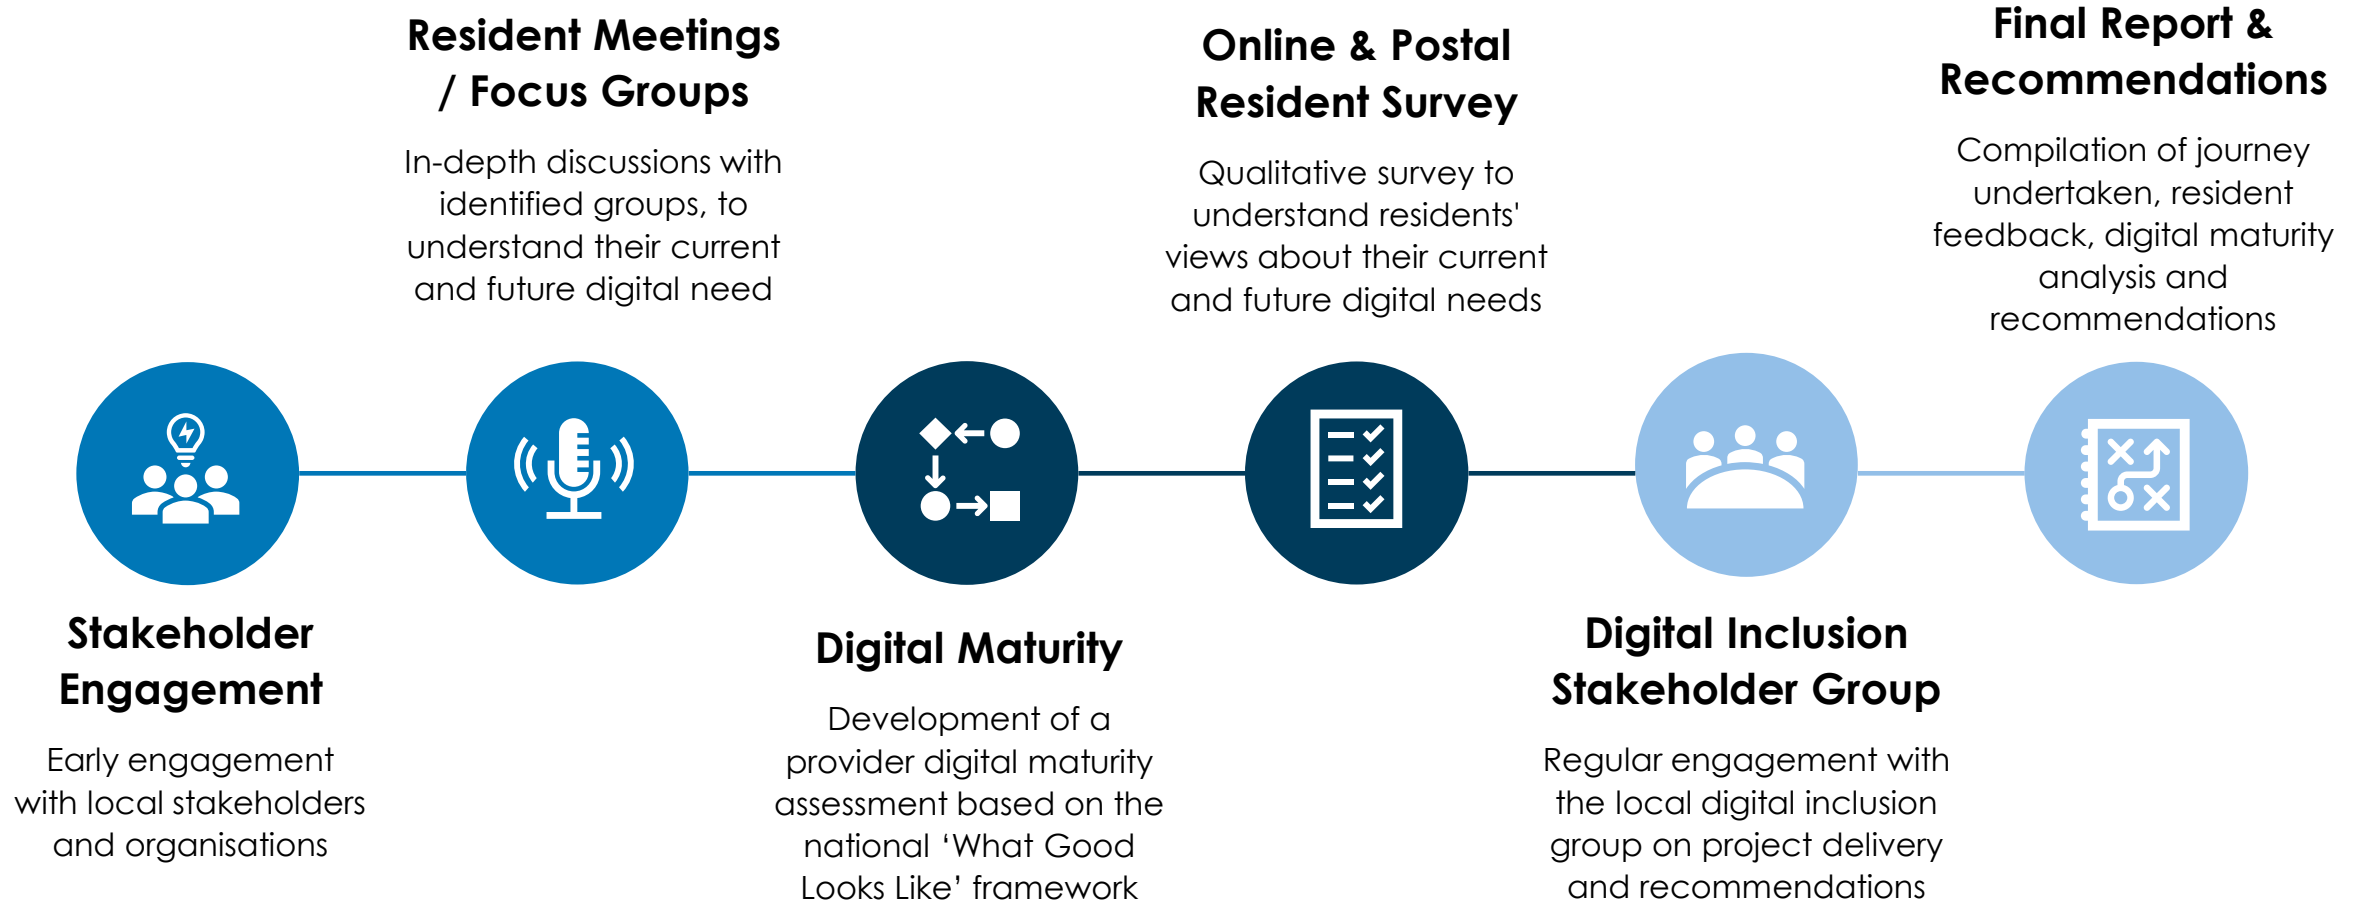 Stakeholder
Engagement
Early engagement
with local stakeholders
and organisations
Resident Meetings
/ Focus Groups
In-depth discussions with
identified groups, to
understand their current
and future digital need
Digital Maturity
Development of a
provider digital maturity
assessment based on the
national ‘What Good
Looks Like’ framework
Online & Postal
Resident Survey
Qualitative survey to
understand residents'
views about their current
and future digital needs
Digital Inclusion
Stakeholder Group
Regular engagement with
the local digital inclusion
group on project delivery
and recommendations
Final Report &
Recommendations
Compilation of journey
undertaken, resident
feedback, digital maturity
analysis and
recommendations